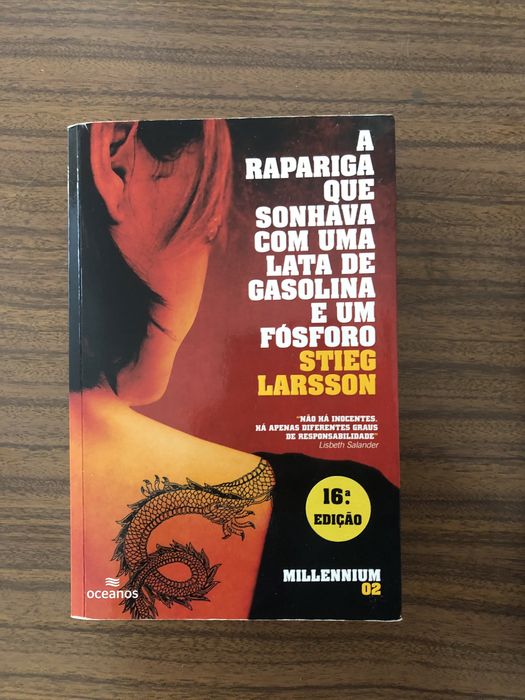 A
RAPARIGA
QUE
SONHAVA
COM UMA
LATA DE
GASOLINA
E UM
FÓSFORO
STIEG
LARSSON
"NÃO HÁ INOCENTES.
HÁ APENAS DIFERENTES GRAUS
DE RESPONSABILIDADE"
Lisbeth Salander
16.ª
EDIÇÃO
MILLENNIUM
02
oceanos